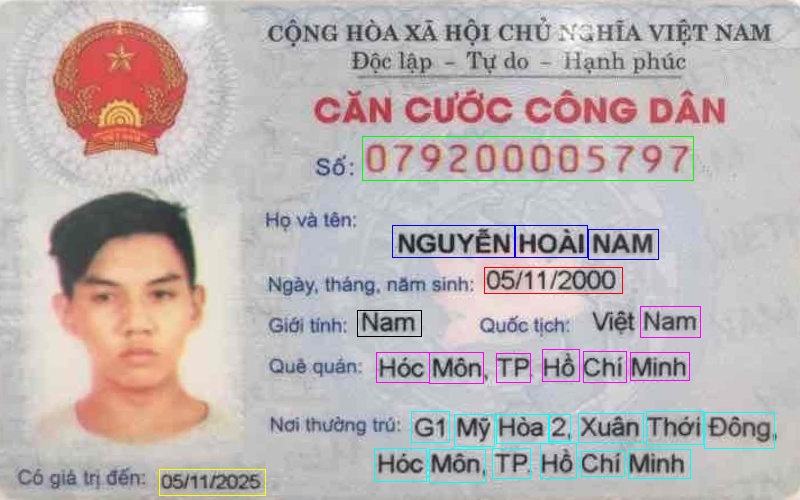 CỘNG HÒA XÃ HỘI CHỦ NGHĨA VIỆT NAM
Độc lập - Tự do - Hạnh phúc
CĂN CƯỚC CÔNG DÂN
Số: 079200005797
Họ và tên:
NGUYỄN HOÀI NAM
Ngày, tháng, năm sinh: 05/11/2000
Giới tính: Nam Quốc tịch: Việt Nam
Quê quán: Hóc Môn, TP. Hồ Chí Minh
Nơi thường trú: G1 Mỹ Hòa 2, Xuân Thới Đông,
Hóc Môn, TP. Hồ Chí Minh
Có giá trị đến: 05/11/2025